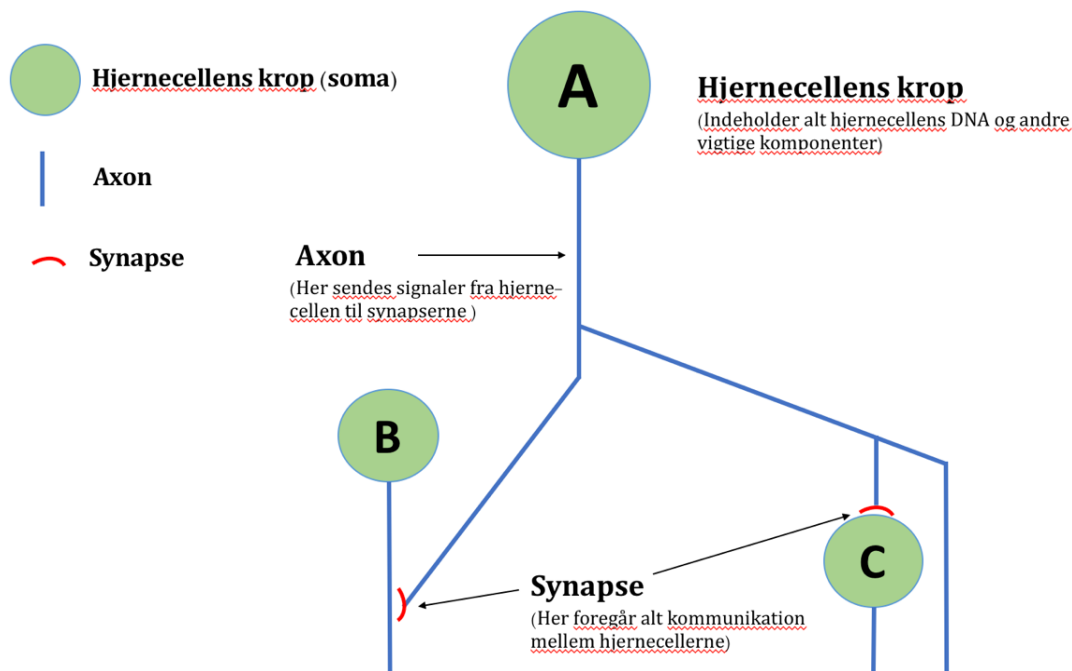 Hjernecellens krop (soma)
Axon
Synapse
A
Hjernecellens krop
(Indeholder alt hjernecellens DNA og andre
vigtige komponenter)
Axon
(Her sendes signaler fra hjerne–
cellen til synapserne )
B
C
Synapse
(Her foregår alt kommunikation
mellem hjernecellerne)